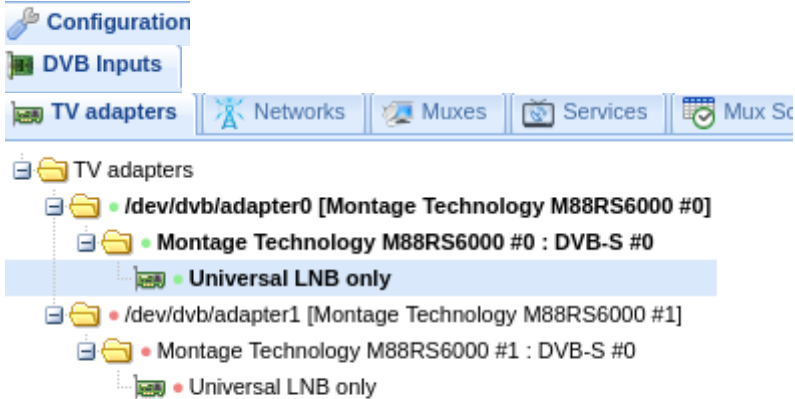 Configuration
DVB Inputs
TV adapters Networks Muxes Services Mux Sc
TV adapters
/dev/dvb/adapter0 [Montage Technology M88RS6000 #0]
Montage Technology M88RS6000 #0 : DVB-S #0
Universal LNB only
/dev/dvb/adapter1 [Montage Technology M88RS6000 #1]
Montage Technology M88RS6000 #1 : DVB-S #0
Universal LNB only